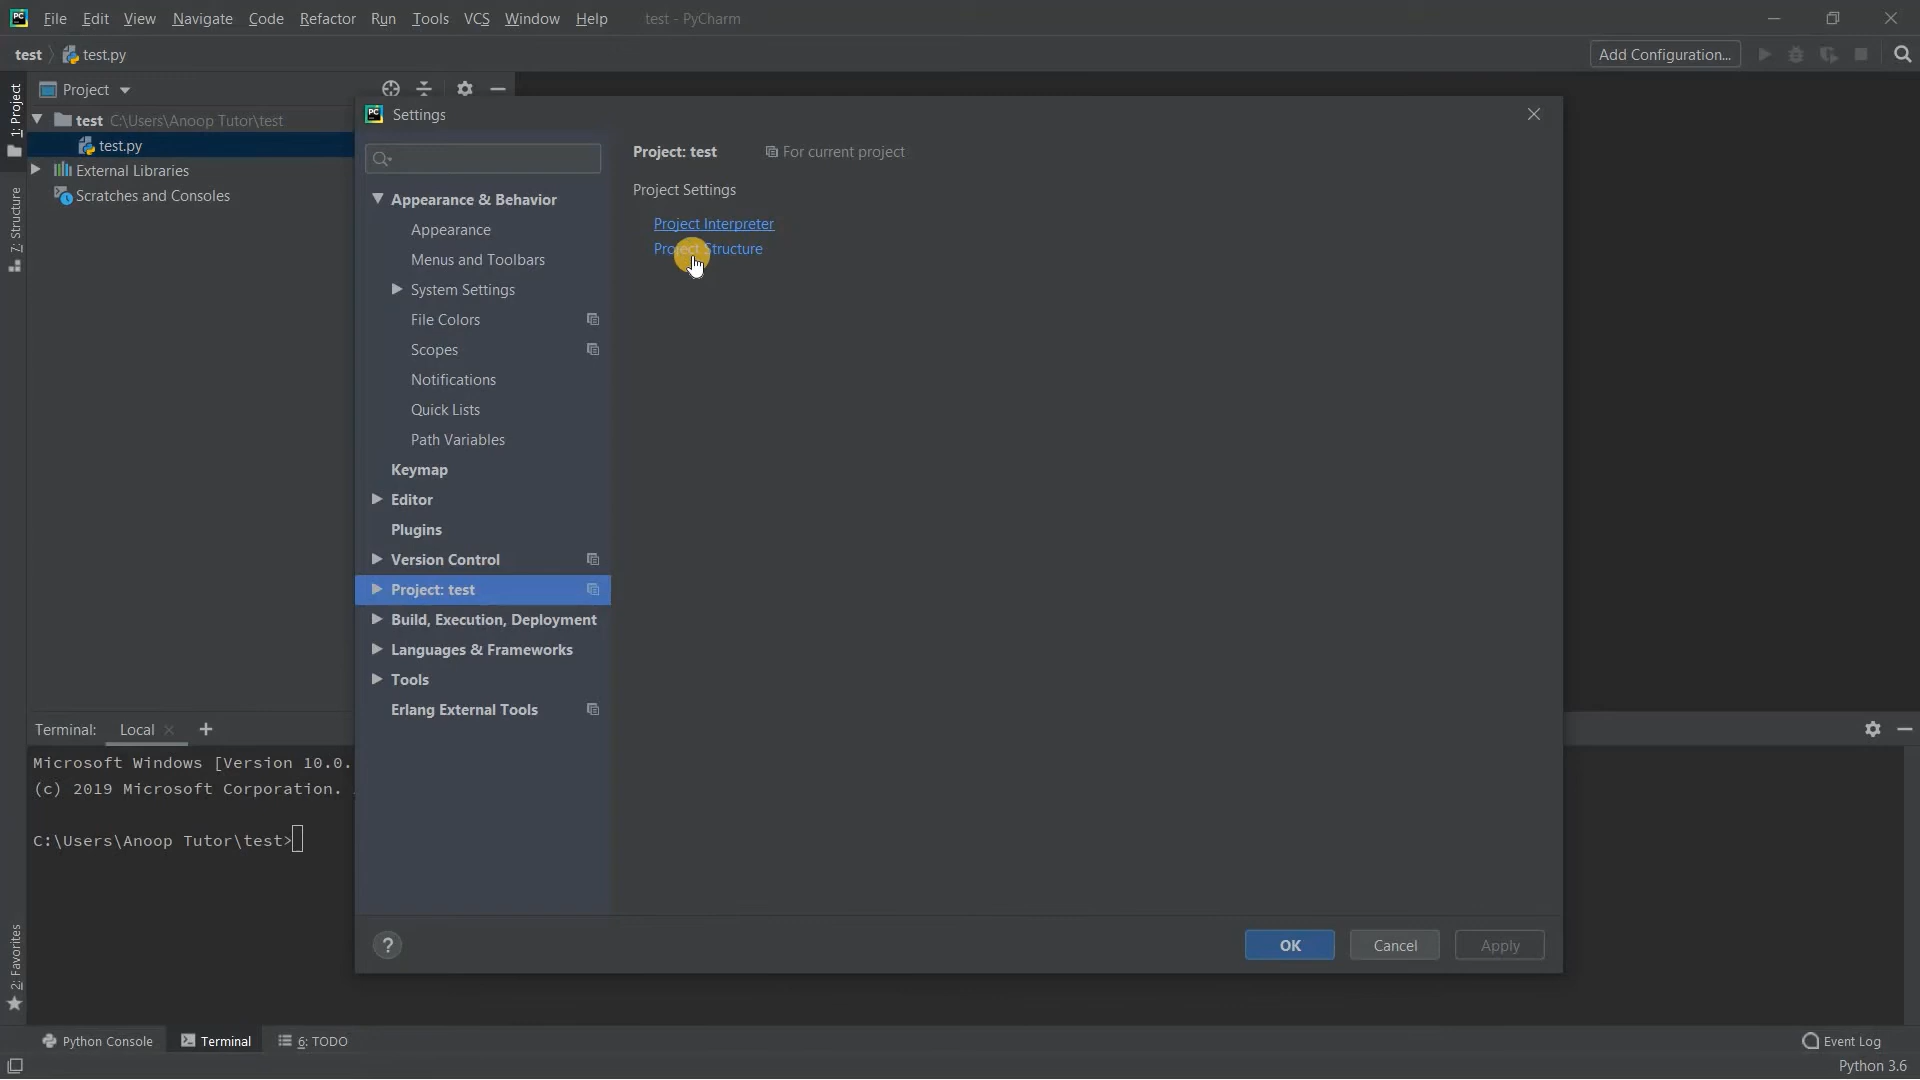 File Edit View Navigate Code Refactor Run Tools VCS Window Help test - PyCharm
test test.py Add Configuration...
1: Project
Project
test C:\Users\Anoop Tutor\test
test.py
External Libraries
Scratches and Consoles
7: Structure
Settings
Appearance & Behavior
Appearance
Menus and Toolbars
System Settings
File Colors
Scopes
Notifications
Quick Lists
Path Variables
Keymap
Editor
Plugins
Version Control
Project: test
Build, Execution, Deployment
Languages & Frameworks
Tools
Erlang External Tools
Project: test For current project
Project Settings
Project Interpreter
Project Structure
? OK Cancel Apply
Terminal: Local
Microsoft Windows [Version 10.0.
(c) 2019 Microsoft Corporation.
C:\Users\Anoop Tutor\test>
2: Favorites
Python Console Terminal 6: TODO Event Log
Python 3.6